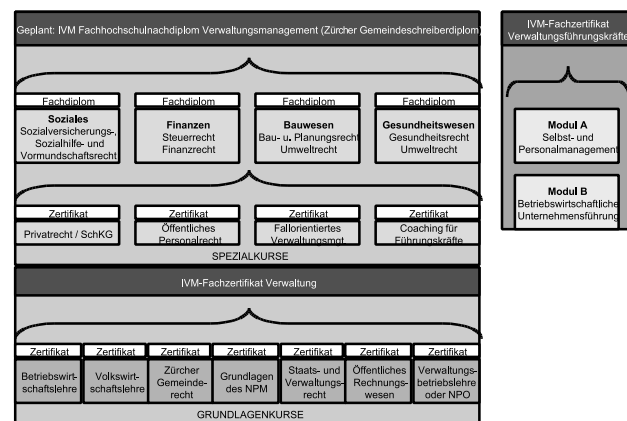 Geplant: IVM Fachhochschulnachdiplom Verwaltungsmanagement (Zürcher Gemeindeschreiberdiplom)
Fachdiplom
Soziales
Sozialversicherungs-,
Sozialhilfe- und
Vormundschaftsrecht
Fachdiplom
Finanzen
Steuerrecht
Finanzrecht
Fachdiplom
Bauwesen
Bau- u. Planungsrecht
Umweltrecht
Fachdiplom
Gesundheitswesen
Gesundheitsrecht
Umweltrecht
Zertifikat
Privatrecht / SchKG
Zertifikat
Öffentliches
Personalrecht
Zertifikat
Fallorientiertes
Verwaltungsmgt.
Zertifikat
Coaching für
Führungskräfte
SPEZIALKURSE
IVM-Fachzertifikat Verwaltung
Zertifikat
Betriebswirt-
schaftslehre
Zertifikat
Volkswirt-
schaftslehre
Zertifikat
Zürcher
Gemeinde-
recht
Zertifikat
Grundlagen
des NPM
Zertifikat
Staats- und
Verwaltungs-
recht
Zertifikat
Öffentliches
Rechnungs-
wesen
Zertifikat
Verwaltungs-
betriebslehre
oder NPO
GRUNDLAGENKURSE
IVM-Fachzertifikat
Verwaltungsführungskräfte
Modul A
Selbst- und
Personalmanagement
Modul B
Betriebswirtschaftliche
Unternehmensführung